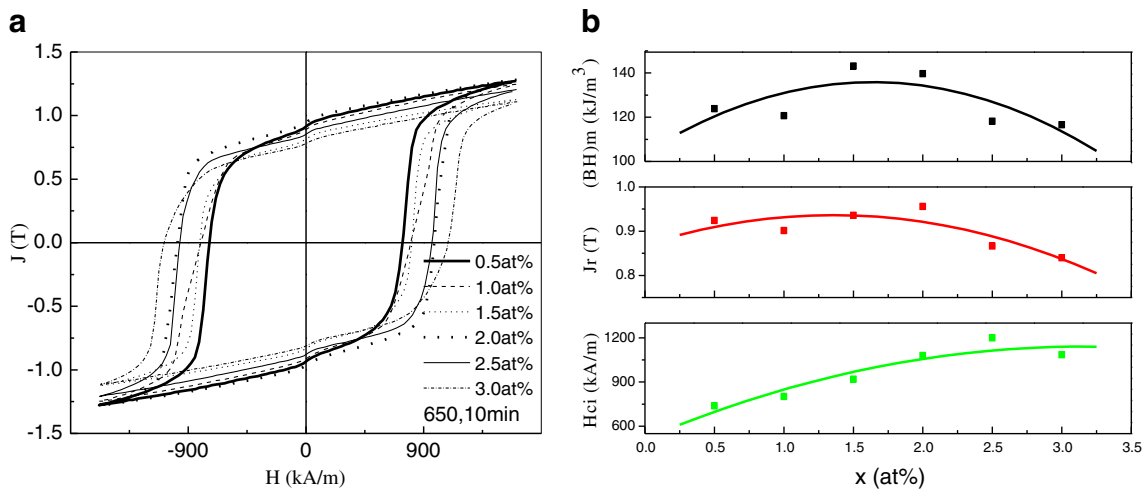 a
J (T)
1.5
1.0
0.5
0.0
-0.5
-1.0
-1.5
0.5at%
1.0at%
1.5at%
2.0at%
2.5at%
3.0at%
650,10min
-900
0
900
H (kA/m)
b
(BH)m (kJ/m³)
140
120
100
Jr (T)
1.0
0.9
0.8
Hci (kA/m)
1200
900
600
0.0
0.5
1.0
1.5
2.0
2.5
3.0
3.5
x (at%)